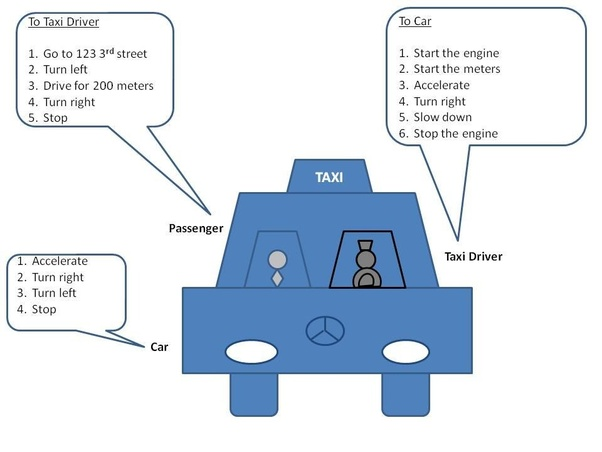 To Taxi Driver
1. Go to 123 3rd street
2. Turn left
3. Drive for 200 meters
4. Turn right
5. Stop
To Car
1. Start the engine
2. Start the meters
3. Accelerate
4. Turn right
5. Slow down
6. Stop the engine
TAXI
Passenger
Taxi Driver
1. Accelerate
2. Turn right
3. Turn left
4. Stop
Car